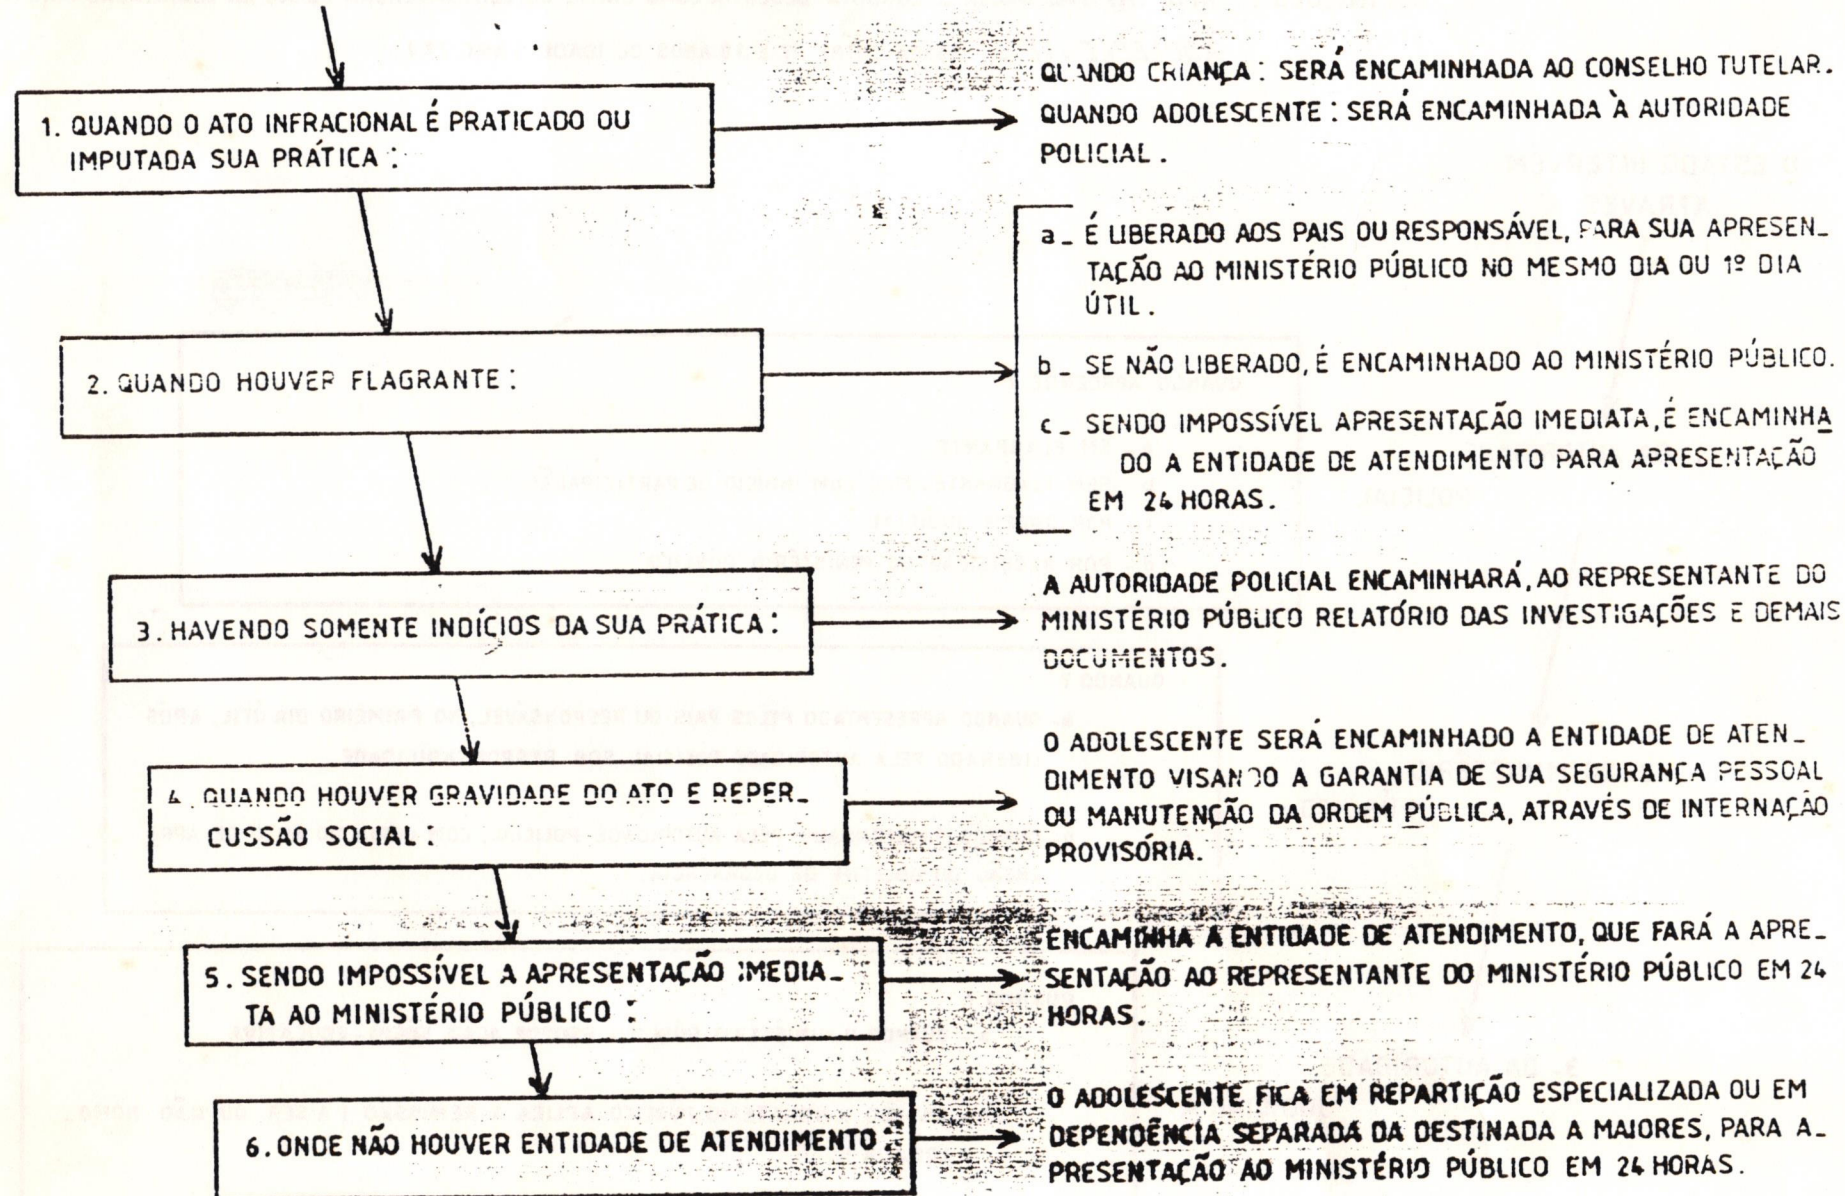 1. QUANDO O ATO INFRACIONAL É PRATICADO OU
IMPUTADA SUA PRÁTICA :
QUANDO CRIANÇA : SERÁ ENCAMINHADA AO CONSELHO TUTELAR.
QUANDO ADOLESCENTE : SERÁ ENCAMINHADA À AUTORIDADE
POLICIAL .
2. QUANDO HOUVER FLAGRANTE :
a _ É LIBERADO AOS PAIS OU RESPONSÁVEL, PARA SUA APRESEN_
TAÇÃO AO MINISTÉRIO PÚBLICO NO MESMO DIA OU 1º DIA
ÚTIL .
b _ SE NÃO LIBERADO, É ENCAMINHADO AO MINISTÉRIO PÚBLICO.
c _ SENDO IMPOSSÍVEL APRESENTAÇÃO IMEDIATA, É ENCAMINHA
DO A ENTIDADE DE ATENDIMENTO PARA APRESENTAÇÃO
EM 24 HORAS .
3. HAVENDO SOMENTE INDÍCIOS DA SUA PRÁTICA :
A AUTORIDADE POLICIAL ENCAMINHARÁ, AO REPRESENTANTE DO
MINISTÉRIO PÚBLICO RELATÓRIO DAS INVESTIGAÇÕES E DEMAIS
DOCUMENTOS.
4. QUANDO HOUVER GRAVIDADE DO ATO E REPER_
CUSSÃO SOCIAL :
O ADOLESCENTE SERÁ ENCAMINHADO A ENTIDADE DE ATEN_
DIMENTO VISANDO A GARANTIA DE SUA SEGURANÇA PESSOAL
OU MANUTENÇÃO DA ORDEM PÚBLICA, ATRAVÉS DE INTERNAÇÃO
PROVISÓRIA.
5. SENDO IMPOSSÍVEL A APRESENTAÇÃO IMEDIA_
TA AO MINISTÉRIO PÚBLICO :
ENCAMINHA A ENTIDADE DE ATENDIMENTO, QUE FARÁ A APRE_
SENTAÇÃO AO REPRESENTANTE DO MINISTÉRIO PÚBLICO EM 24
HORAS.
6. ONDE NÃO HOUVER ENTIDADE DE ATENDIMENTO :
O ADOLESCENTE FICA EM REPARTIÇÃO ESPECIALIZADA OU EM
DEPENDÊNCIA SEPARADA DA DESTINADA A MAIORES, PARA A_
PRESENTAÇÃO AO MINISTÉRIO PÚBLICO EM 24 HORAS .